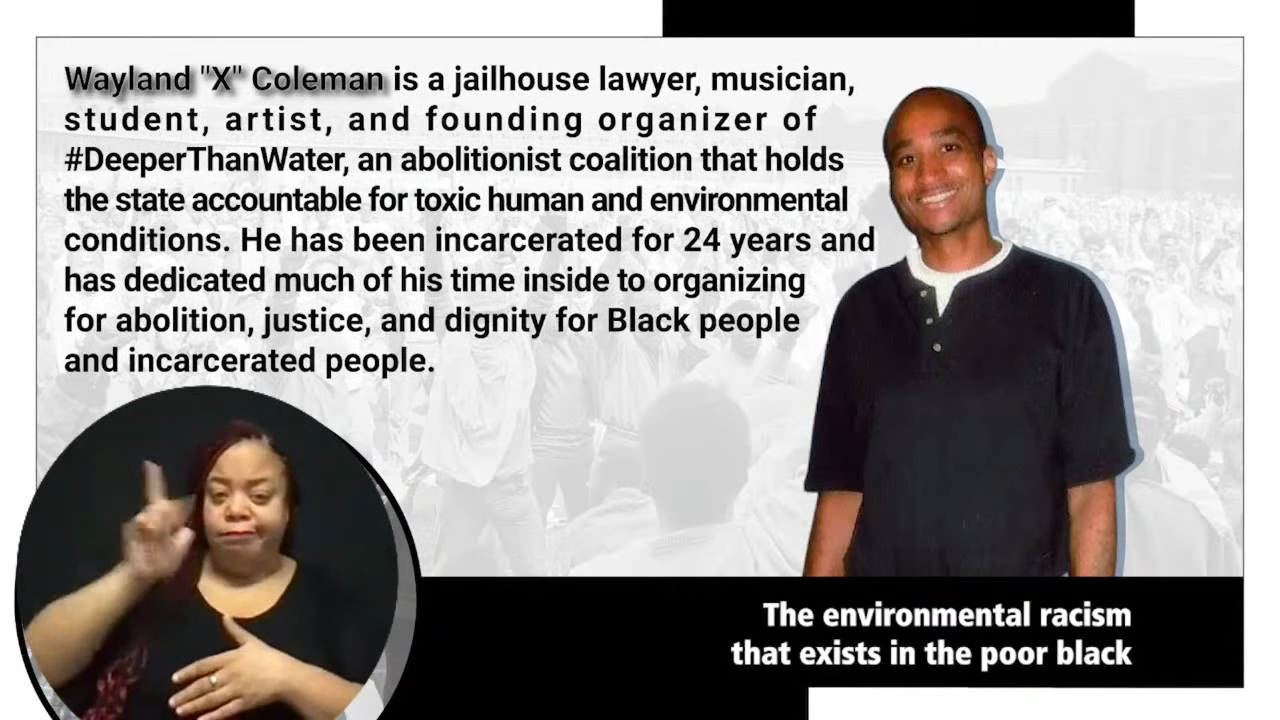 Wayland "X" Coleman is a jailhouse lawyer, musician,
student, artist, and founding organizer of
#DeeperThanWater, an abolitionist coalition that holds
the state accountable for toxic human and environmental
conditions. He has been incarcerated for 24 years and
has dedicated much of his time inside to organizing
for abolition, justice, and dignity for Black people
and incarcerated people.
The environmental racism
that exists in the poor black